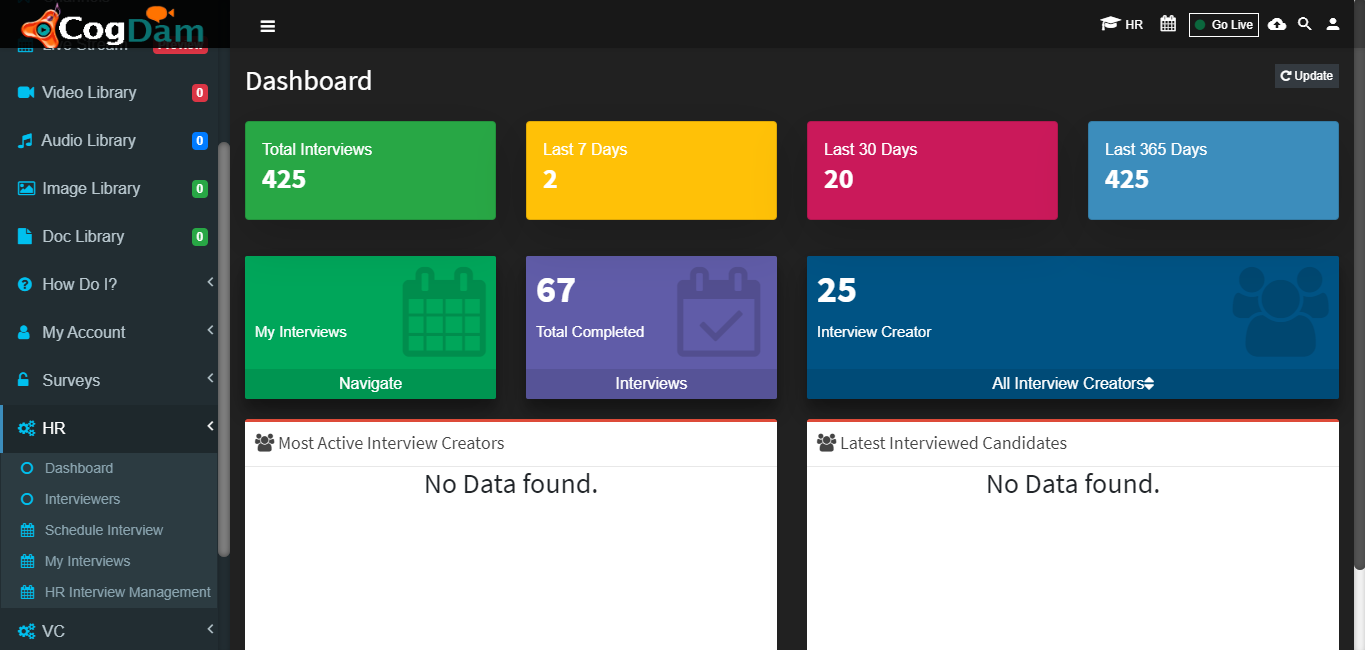 CogDam
HR
Go Live
Live Stream
Preview
Video Library 0
Audio Library 0
Image Library 0
Doc Library 0
How Do I?
My Account
Surveys
HR
Dashboard
Interviewers
Schedule Interview
My Interviews
HR Interview Management
VC
Dashboard
Update
Total Interviews
425
Last 7 Days
2
Last 30 Days
20
Last 365 Days
425
My Interviews
Navigate
67
Total Completed
Interviews
25
Interview Creator
All Interview Creators
Most Active Interview Creators
No Data found.
Latest Interviewed Candidates
No Data found.